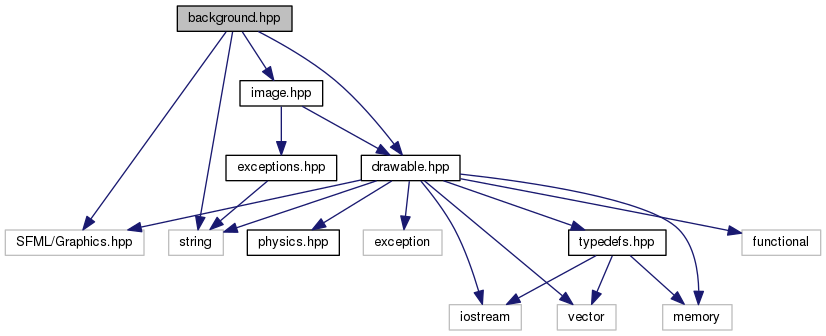 background.hpp
image.hpp
exceptions.hpp
drawable.hpp
SFML/Graphics.hpp
string
physics.hpp
exception
typedefs.hpp
functional
iostream
vector
memory